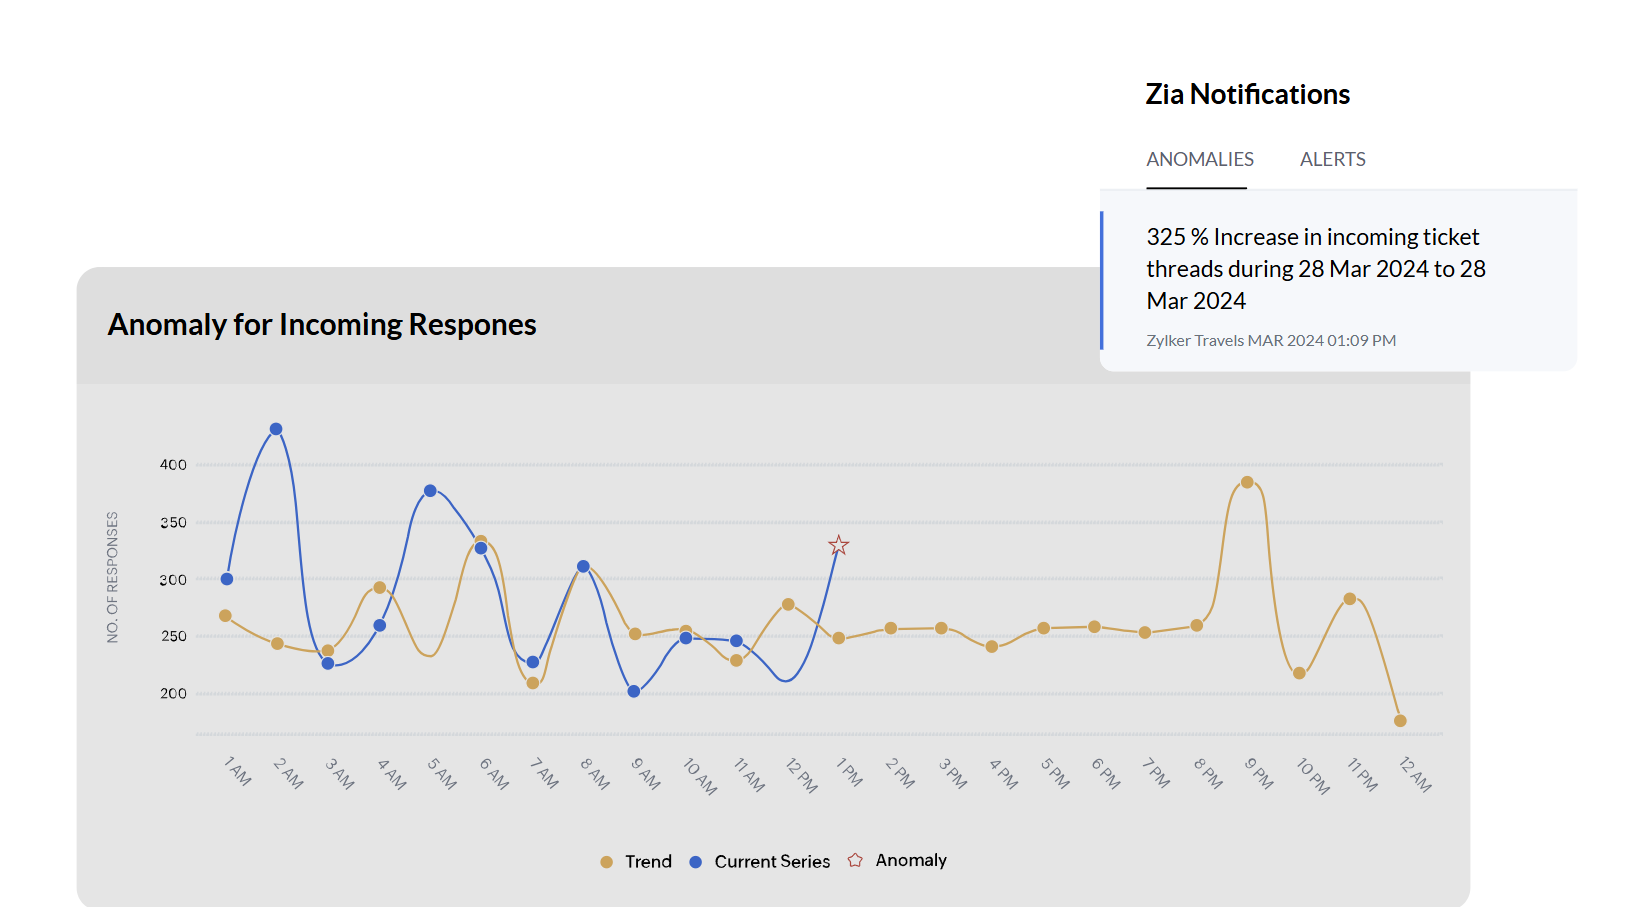 Zia Notifications
ANOMALIES ALERTS
325 % Increase in incoming ticket
threads during 28 Mar 2024 to 28
Mar 2024
Zylker Travels MAR 2024 01:09 PM
Anomaly for Incoming Respones
NO. OF RESPONSES
400
350
300
250
200
1 AM 2 AM 3 AM 4 AM 5 AM 6 AM 7 AM 8 AM 9 AM 10 AM 11 AM 12 PM 1 PM 2 PM 3 PM 4 PM 5 PM 6 PM 7 PM 8 PM 9 PM 10 PM 11 PM 12 AM
Trend Current Series Anomaly